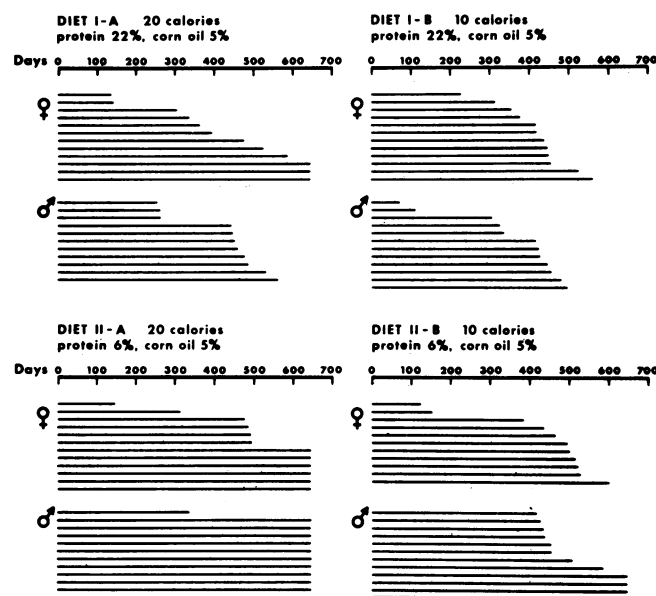 DIET I-A 20 calories
protein 22%, corn oil 5%
Days 0 100 200 300 400 500 600 700
♀
♂
DIET I-B 10 calories
protein 22%, corn oil 5%
0 100 200 300 400 500 600 700
♀
♂
DIET II-A 20 calories
protein 6%, corn oil 5%
Days 0 100 200 300 400 500 600 700
♀
♂
DIET II-B 10 calories
protein 6%, corn oil 5%
0 100 200 300 400 500 600 700
♀
♂